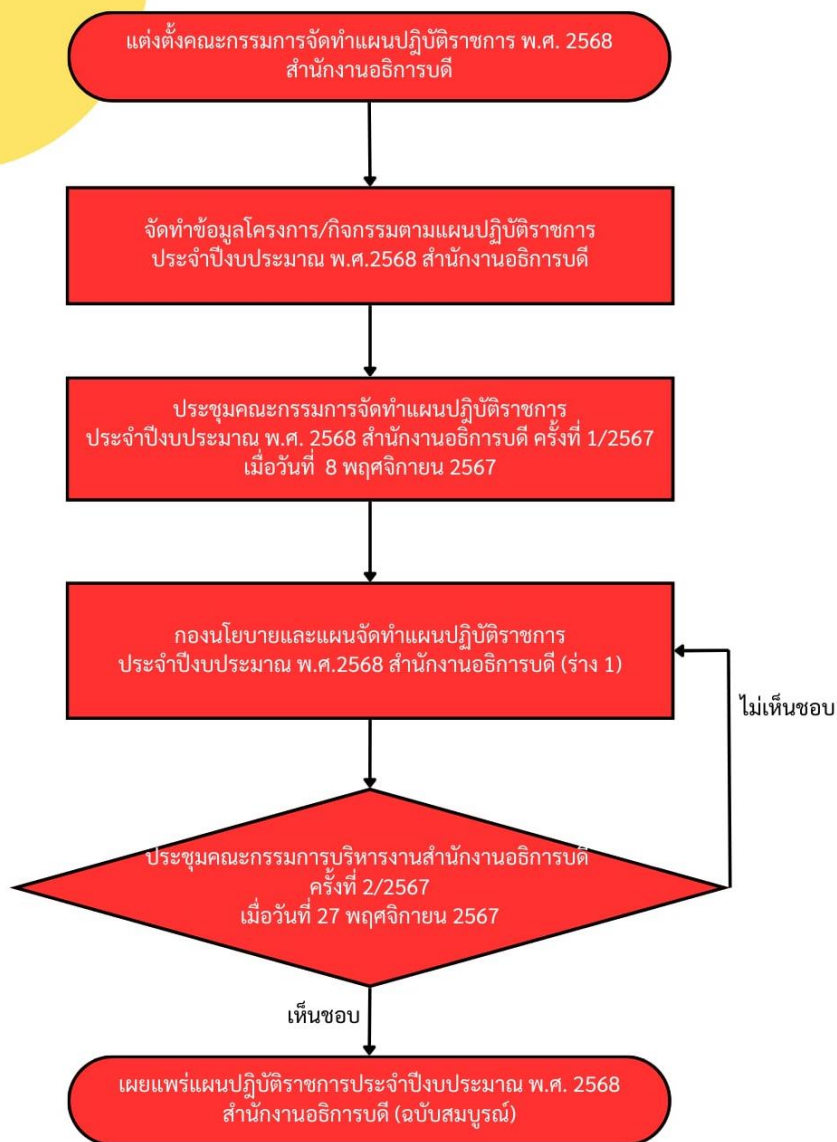 แต่งตั้งคณะกรรมการจัดทำแผนปฏิบัติราชการ พ.ศ. 2568
สำนักงานอธิการบดี
จัดทำข้อมูลโครงการ/กิจกรรมตามแผนปฏิบัติราชการ
ประจำปีงบประมาณ พ.ศ.2568 สำนักงานอธิการบดี
ประชุมคณะกรรมการจัดทำแผนปฏิบัติราชการ
ประจำปีงบประมาณ พ.ศ. 2568 สำนักงานอธิการบดี ครั้งที่ 1/2567
เมื่อวันที่ 8 พฤศจิกายน 2567
กองนโยบายและแผนจัดทำแผนปฏิบัติราชการ
ประจำปีงบประมาณ พ.ศ.2568 สำนักงานอธิการบดี (ร่าง 1)
ไม่เห็นชอบ
ประชุมคณะกรรมการบริหารงานสำนักงานอธิการบดี
ครั้งที่ 2/2567
เมื่อวันที่ 27 พฤศจิกายน 2567
เห็นชอบ
เผยแพร่แผนปฏิบัติราชการประจำปีงบประมาณ พ.ศ. 2568
สำนักงานอธิการบดี (ฉบับสมบูรณ์)